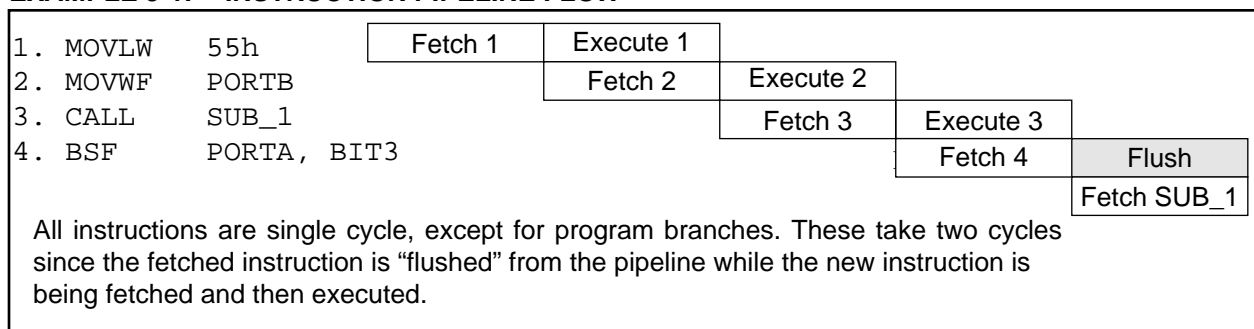 1. MOVLW 55h Fetch 1 Execute 1
2. MOVWF PORTB Fetch 2 Execute 2
3. CALL SUB_1 Fetch 3 Execute 3
4. BSF PORTA, BIT3 Fetch 4 Flush
Fetch SUB_1
All instructions are single cycle, except for program branches. These take two cycles
since the fetched instruction is “flushed” from the pipeline while the new instruction is
being fetched and then executed.